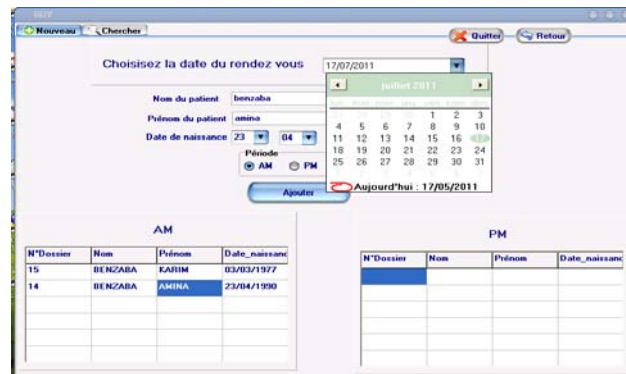 RDV
Nouveau Chercher
Quitter Retour
Choisisez la date du rendez vous 17/07/2011
juillet 2011
Nom du patient benzaba
1 2 3
Prénom du patient amina
4 5 6 7 8 9 10
Date de naissance 23 04
11 12 13 14 15 16 17
Période
18 19 20 21 22 23 24
AM PM
25 26 27 28 29 30 31
Ajouter
Aujourd'hui : 17/05/2011
AM
PM
N°Dossier Nom Prénom Date_naissanc
N°Dossier Nom Prénom Date_naissanc
15 BENZABA KARIM 03/03/1977
14 BENZABA AMINA 23/04/1990